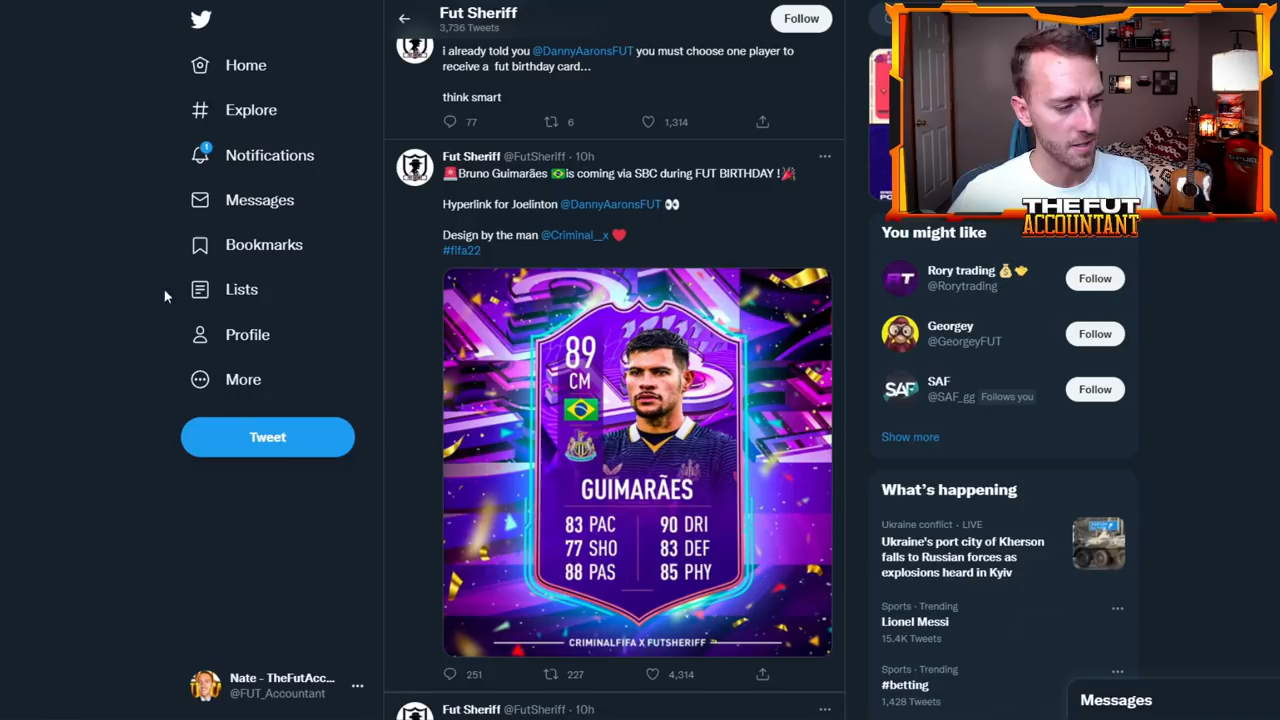 Home
Explore
1
Notifications
Messages
Bookmarks
Lists
Profile
More
Tweet
Nate - TheFutAcc...
@FUT_Accountant
Fut Sheriff
3,736 Tweets
Follow
i already told you @DannyAaronsFUT you must choose one player to
receive a fut birthday card...
think smart
77 6 1,314
Fut Sheriff @FutSheriff · 10h
🚨Bruno Guimarães 🇧🇷is coming via SBC during FUT BIRTHDAY !🎉
Hyperlink for Joelinton @DannyAaronsFUT 👀
Design by the man @Criminal__x ❤️
#fifa22
89
CM
GUIMARÃES
83 PAC 90 DRI
77 SHO 83 DEF
88 PAS 85 PHY
CRIMINALFIFA X FUTSHERIFF
251 227 4,314
Fut Sheriff @FutSheriff · 10h
THE FUT
ACCOUNTANT
You might like
Rory trading 💰🤝
@Rorytrading
Follow
Georgey
@GeorgeyFUT
Follow
SAF
@SAF_gg Follows you
Follow
Show more
What's happening
Ukraine conflict · LIVE
Ukraine's port city of Kherson
falls to Russian forces as
explosions heard in Kyiv
Sports · Trending
Lionel Messi
15.4K Tweets
Sports · Trending
#betting
1,428 Tweets
Messages